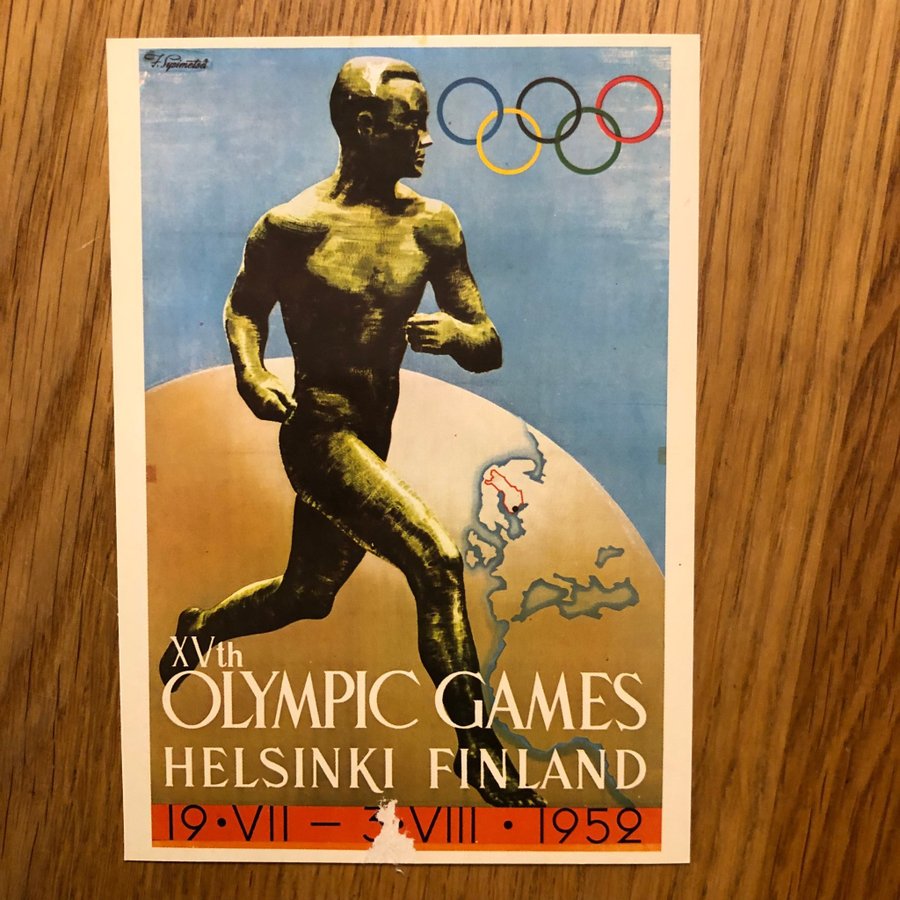 XVth
OLYMPIC GAMES
HELSINKI FINLAND
19·VII – 3·VIII·1952